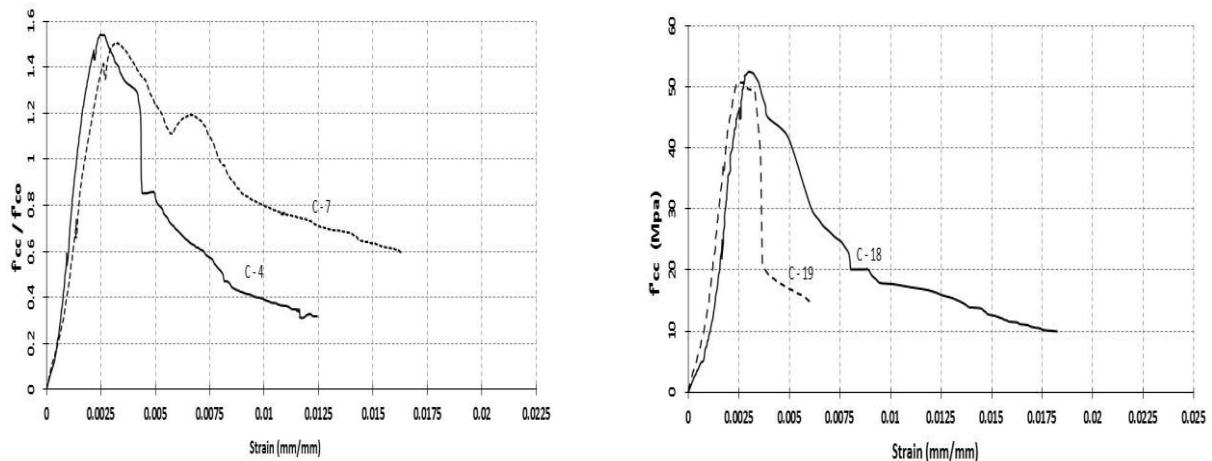 f'cc / f'co
1.6
1.4
1.2
1
0.8
0.6
0.4
0.2
0
C - 7
C - 4
0 0.0025 0.005 0.0075 0.01 0.0125 0.015 0.0175 0.02 0.0225
Strain (mm/mm)
f'cc (Mpa)
60
50
40
30
20
10
0
C - 18
C - 19
0 0.0025 0.005 0.0075 0.01 0.0125 0.015 0.0175 0.02 0.0225 0.025
Strain (mm/mm)